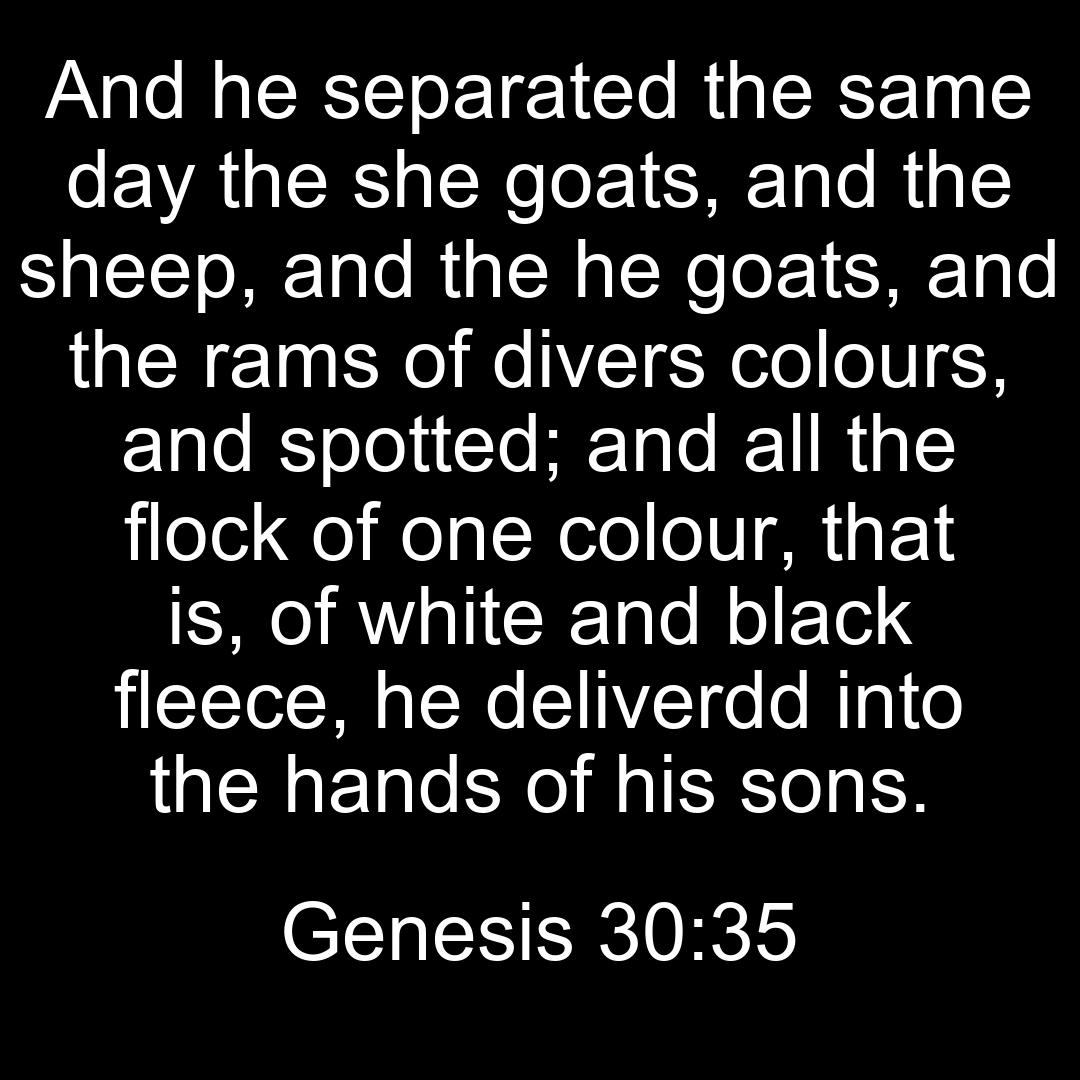 And he separated the same
day the she goats, and the
sheep, and the he goats, and
the rams of divers colours,
and spotted; and all the
flock of one colour, that
is, of white and black
fleece, he deliverdd into
the hands of his sons.
Genesis 30:35